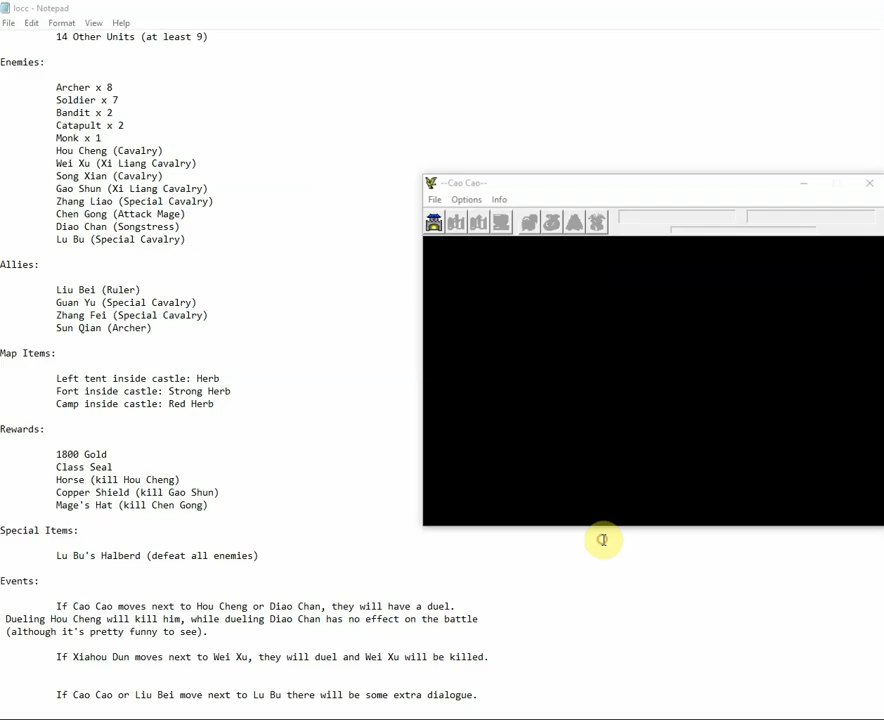 locc - Notepad
File Edit Format View Help
14 Other Units (at least 9)
Enemies:
Archer x 8
Soldier x 7
Bandit x 2
Catapult x 2
Monk x 1
Hou Cheng (Cavalry)
Wei Xu (Xi Liang Cavalry)
Song Xian (Cavalry)
Gao Shun (Xi Liang Cavalry)
Zhang Liao (Special Cavalry)
Chen Gong (Attack Mage)
Diao Chan (Songstress)
Lu Bu (Special Cavalry)
Allies:
Liu Bei (Ruler)
Guan Yu (Special Cavalry)
Zhang Fei (Special Cavalry)
Sun Qian (Archer)
Map Items:
Left tent inside castle: Herb
Fort inside castle: Strong Herb
Camp inside castle: Red Herb
Rewards:
1800 Gold
Class Seal
Horse (kill Hou Cheng)
Copper Shield (kill Gao Shun)
Mage's Hat (kill Chen Gong)
Special Items:
Lu Bu's Halberd (defeat all enemies)
Events:
If Cao Cao moves next to Hou Cheng or Diao Chan, they will have a duel.
Dueling Hou Cheng will kill him, while dueling Diao Chan has no effect on the battle
(although it's pretty funny to see).
If Xiahou Dun moves next to Wei Xu, they will duel and Wei Xu will be killed.
If Cao Cao or Liu Bei move next to Lu Bu there will be some extra dialogue.
--Cao Cao--
File Options Info